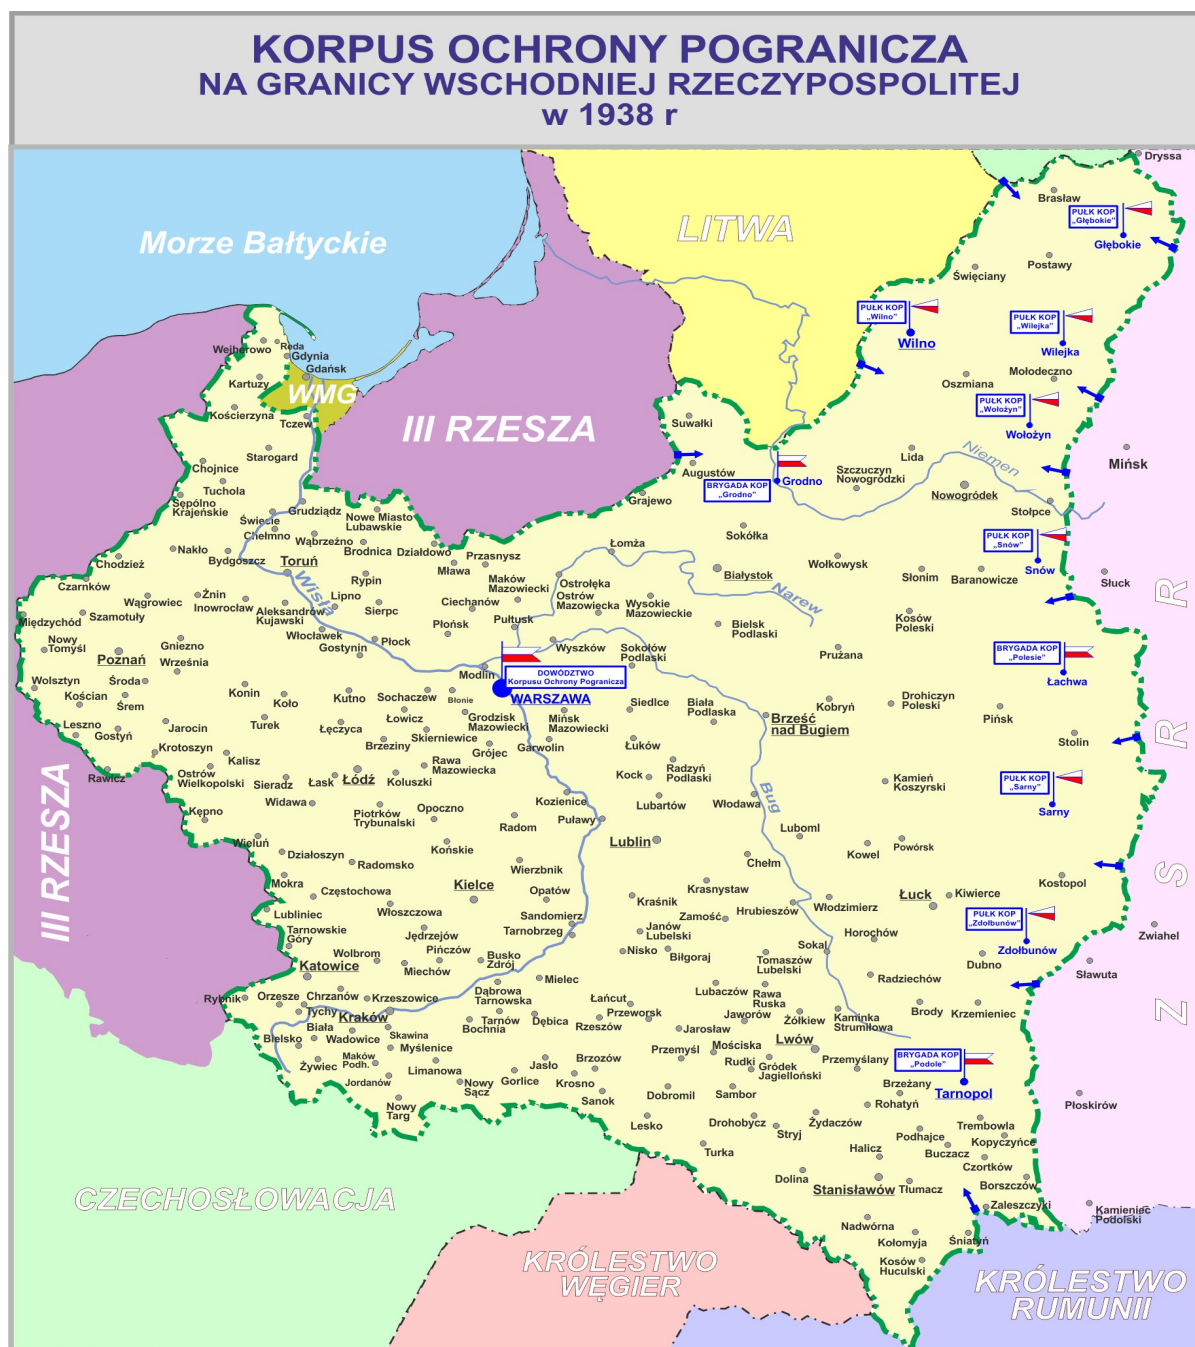 KORPUS OCHRONY POGRANICZA
NA GRANICY WSCHODNIEJ RZECZYPOSPOLITEJ
w 1938 r
Dryssa
Brasław
PUŁK KOP
„Głębokie"
Głębokie
LITWA
Morze Bałtyckie
Postawy
Święciany
PUŁK KOP
„Wilno"
Wilno
PUŁK KOP
„Wilejka"
Wilejka
Wejherowo
Reda
Gdynia
Gdańsk
Kartuzy
WMG
Kościerzyna
Tczew
III RZESZA
Suwałki
Oszmiana
Mołodeczno
PUŁK KOP
„Wołożyn"
Wołożyn
Starogard
Chojnice
Tuchola
Sępólno
Krajeńskie
Augustów
BRYGADA KOP
„Grodno"
Grodno
Lida
Szczuczyn
Nowogródzki
Niemen
Nowogródek
Mińsk
Stołpce
Grajewo
Grudziądz
Nowe Miasto
Lubawskie
Świecie
Chełmno
Wąbrzeźno
Brodnica
Działdowo
Nakło
Bydgoszcz
Toruń
Chodzież
Czarnków
Przasnysz
Mława
Maków
Mazowiecki
Łomża
Sokółka
Białystok
Wołkowysk
PUŁK KOP
„Snów"
Snów
Słonim
Baranowicze
Słuck
Ostrołęka
Ostrów
Mazowiecka
Wysokie
Mazowieckie
Narew
Rypin
Lipno
Sierpc
Ciechanów
Wisła
Wągrowiec
Żnin
Inowrocław
Aleksandrów
Kujawski
Międzychód
Szamotuły
Włocławek
Gostynin
Płock
Płońsk
Pułtusk
Wyszków
Bielsk
Podlaski
Kosów
Poleski
Prużana
Nowy
Tomyśl
Poznań
Gniezno
Września
Sokołów
Podlaski
BRYGADA KOP
„Polesie"
Łachwa
Modlin
DOWÓDZTWO
Korpusu Ochrony Pogranicza
WARSZAWA
Wolsztyn
Kościan
Środa
Śrem
Konin
Koło
Kutno
Sochaczew
Błonie
Łowicz
Grodzisk
Mazowiecki
Mińsk
Mazowiecki
Siedlce
Biała
Podlaska
Brześć
nad Bugiem
Kobryń
Drohiczyn
Poleski
Pińsk
Stolin
Leszno
Gostyń
Jarocin
Turek
Łęczyca
Brzeziny
Skierniewice
Grójec
Garwolin
Łuków
Krotoszyn
Rawicz
Kalisz
Ostrów
Wielkopolski
Sieradz
Łask
Łódź
Koluszki
Rawa
Mazowiecka
Kock
Radzyń
Podlaski
Kamień
Koszyrski
PUŁK KOP
„Sarny"
Sarny
Bug
Włodawa
Lubartów
Kępno
Widawa
Piotrków
Trybunalski
Opoczno
Kozienice
Puławy
Radom
Luboml
Kowel
Powórsk
III RZESZA
Wieluń
Działoszyn
Radomsko
Końskie
Wierzbnik
Lublin
Chełm
Mokra
Częstochowa
Kielce
Opatów
Krasnystaw
Kraśnik
Kostopol
Łuck
Kiwierce
Lubliniec
Włoszczowa
Sandomierz
Tarnobrzeg
Zamość
Hrubieszów
Włodzimierz
PUŁK KOP
„Zdołbunów"
Zdołbunów
Zwiahel
Tarnowskie
Góry
Jędrzejów
Pińczów
Janów
Lubelski
Horochów
Sokal
Dubno
Wolbrom
Katowice
Miechów
Busko
Zdrój
Nisko
Biłgoraj
Tomaszów
Lubelski
Radziechów
Sławuta
ZSRR
Rybnik
Orzesze
Chrzanów
Krzeszowice
Tychy
Kraków
Dąbrowa
Tarnowska
Mielec
Łańcut
Przeworsk
Lubaczów
Rawa
Ruska
Brody
Krzemieniec
Biała
Bielsko
Wadowice
Skawina
Bochnia
Tarnów
Dębica
Rzeszów
Jarosław
Jaworów
Żółkiew
Kaminka
Strumiłowa
Myślenice
Maków
Podh.
Żywiec
Jordanów
Limanowa
Jasło
Brzozów
Przemyśl
Mościska
Lwów
Rudki
Gródek
Jagielloński
Przemyślany
BRYGADA KOP
„Podole"
Tarnopol
Nowy
Sącz
Gorlice
Krosno
Sanok
Dobromil
Sambor
Brzeżany
Rohatyń
Płoskirów
Nowy
Targ
Lesko
Drohobycz
Stryj
Żydaczów
Trembowla
Podhajce
Kopyczyńce
Buczacz
Turka
Halicz
Czortków
Dolina
Stanisławów
Tłumacz
Borszczów
CZECHOSŁOWACJA
Zaleszczyki
Kamieniec
Podolski
Nadwórna
Kołomyja
Śniatyń
Kosów
Huculski
KRÓLESTWO
WĘGIER
KRÓLESTWO
RUMUNII